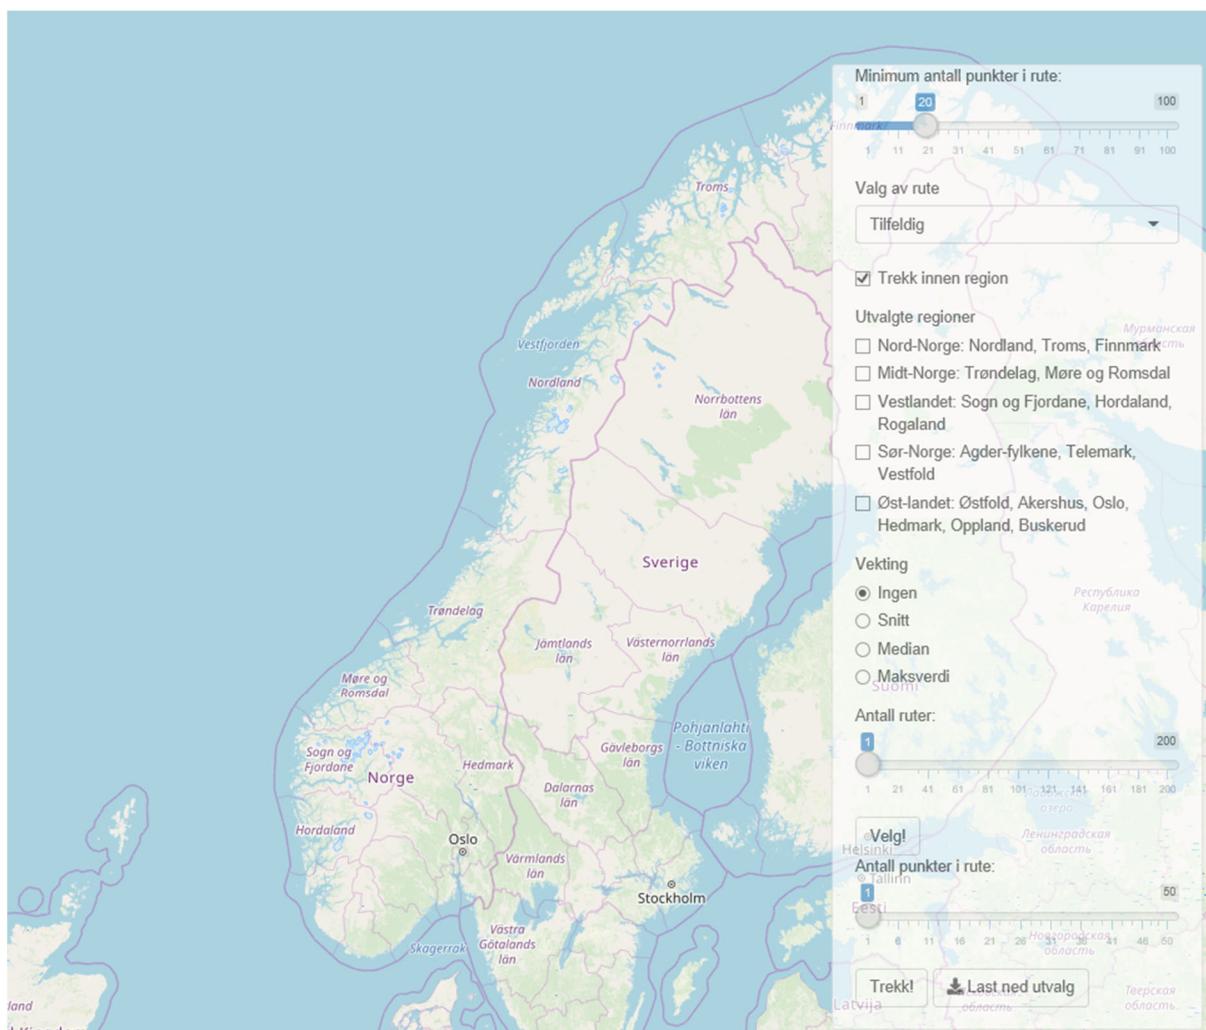 Minimum antall punkter i rute:
1 20 100
Finnmark
1 11 21 31 41 51 61 71 81 91 100
Valg av rute
Tilfeldig
Trekk innen region
Utvalgte regioner
Nord-Norge: Nordland, Troms, Finnmark
Midt-Norge: Trøndelag, Møre og Romsdal
Vestlandet: Sogn og Fjordane, Hordaland,
Rogaland
Sør-Norge: Agder-fylkene, Telemark,
Vestfold
Øst-landet: Østfold, Akershus, Oslo,
Hedmark, Oppland, Buskerud
Vekting
Ingen
Snitt
Median
Maksverdi
Antall ruter:
1 200
1 21 41 61 81 101 121 141 161 181 200
Velg!
Antall punkter i rute:
1 50
1 6 11 16 21 26 31 36 41 46 50
Trekk!
Last ned utvalg
Troms
Vestfjorden
Nordland
Norrbottens
län
Мурманская
Sverige
Республика
Карелия
Trøndelag
Jämtlands
län
Västernorrlands
län
Møre og
Romsdal
Suomi
Pohjanlahti
- Bottniska
viken
Sogn og
Fjordane
Norge
Hedmark
Gävleborgs
län
Dalarnas
län
озеро
Hordaland
Oslo
Värmlands
län
Ленинградская
область
Helsinki
Tallinn
Stockholm
Eesti
Västra
Götalands
län
Skagerrak
Новгородская
область
Latvija
область
Тверская
область
land